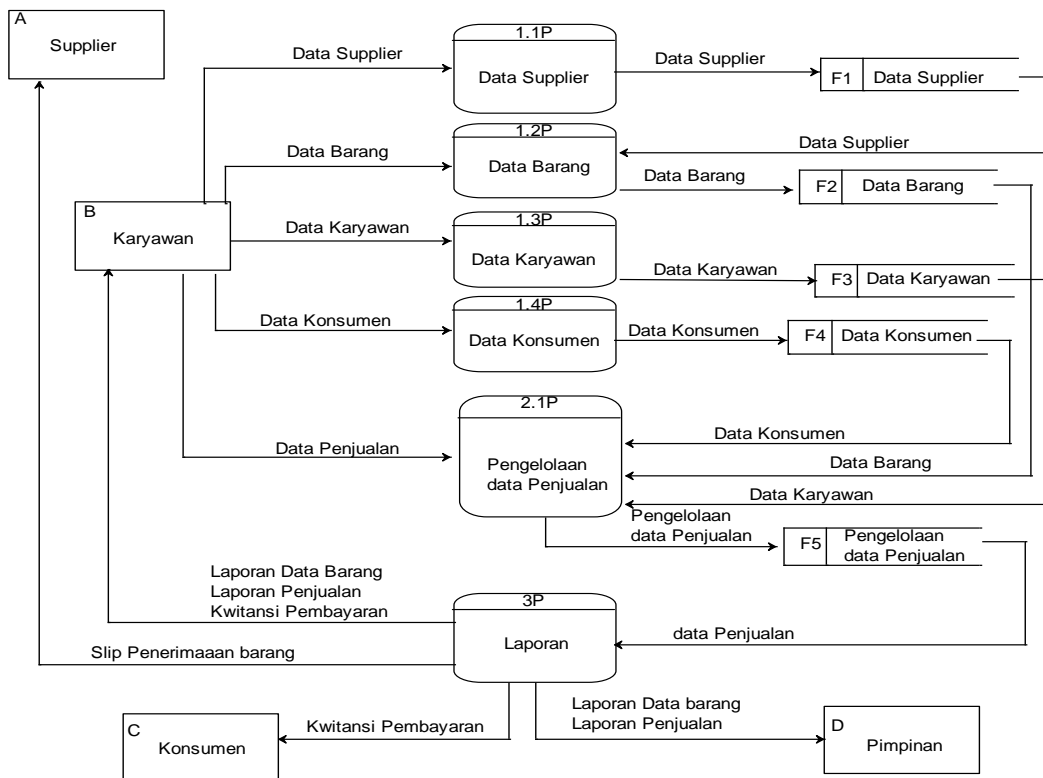 A
Supplier
1.1P
Data Supplier
Data Supplier
Data Supplier
F1
Data Supplier
1.2P
Data Barang
Data Barang
Data Supplier
Data Barang
F2
Data Barang
B
Karyawan
1.3P
Data Karyawan
Data Karyawan
Data Karyawan
F3
Data Karyawan
1.4P
Data Konsumen
Data Konsumen
Data Konsumen
F4
Data Konsumen
2.1P
Data Penjualan
Pengelolaan
data Penjualan
Data Konsumen
Data Barang
Data Karyawan
Pengelolaan
data Penjualan
F5
Pengelolaan
data Penjualan
Laporan Data Barang
Laporan Penjualan
Kwitansi Pembayaran
3P
Laporan
data Penjualan
Slip Penerimaaan barang
C
Konsumen
Kwitansi Pembayaran
Laporan Data barang
Laporan Penjualan
D
Pimpinan